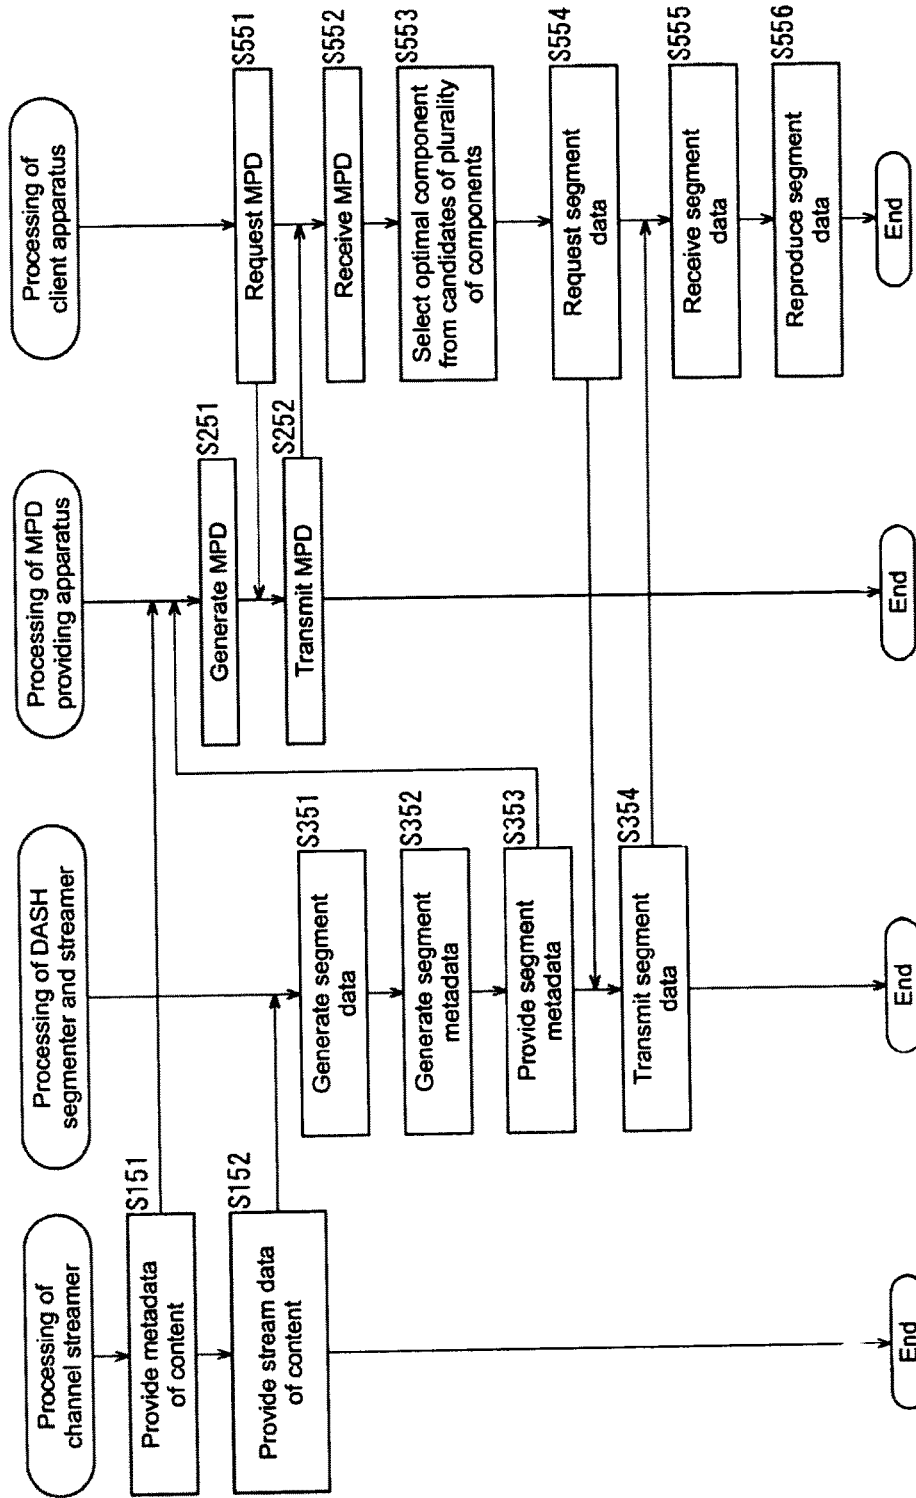 Processing of
channel streamer
S151
Provide metadata
of content
S152
Provide stream data
of content
End
Processing of DASH
segmenter and streamer
S351
Generate segment
data
S352
Generate segment
metadata
S353
Provide segment
metadata
S354
Transmit segment
data
End
Processing of MPD
providing apparatus
S251
Generate MPD
S252
Transmit MPD
End
Processing of
client apparatus
S551
Request MPD
S552
Receive MPD
S553
Select optimal component
from candidates of plurality
of components
S554
Request segment
data
S555
Receive segment
data
S556
Reproduce segment
data
End